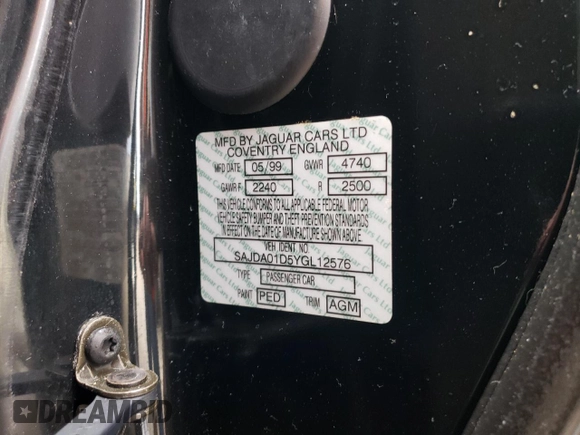 MFD BY JAGUAR CARS LTD
COVENTRY ENGLAND
MFD DATE 05/99 GVWR 4740
GAWR F 2240 R 2500
THIS VEHICLE CONFORMS TO ALL APPLICABLE FEDERAL MOTOR
VEHICLE SAFETY BUMPER AND THEFT PREVENTION STANDARDS
IN EFFECT ON THE DATE OF MANUFACTURE SHOWN ABOVE.
VEH IDENT NO.
SAJDA01D5YGL12576
TYPE PASSENGER CAR
PAINT PED TRIM AGM
DREAMBID